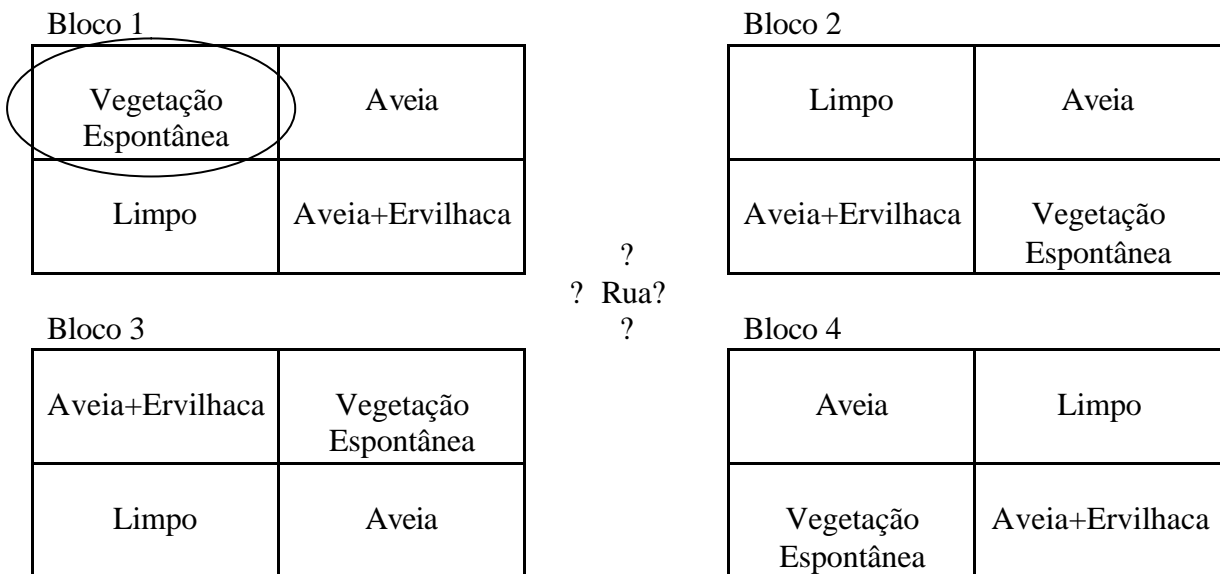 Bloco 1
Vegetação
Espontânea
Aveia
Limpo
Aveia+Ervilhaca
Bloco 2
Limpo
Aveia
Aveia+Ervilhaca
Vegetação
Espontânea
?
? Rua?
?
Bloco 3
Aveia+Ervilhaca
Vegetação
Espontânea
Limpo
Aveia
Bloco 4
Aveia
Limpo
Vegetação
Espontânea
Aveia+Ervilhaca